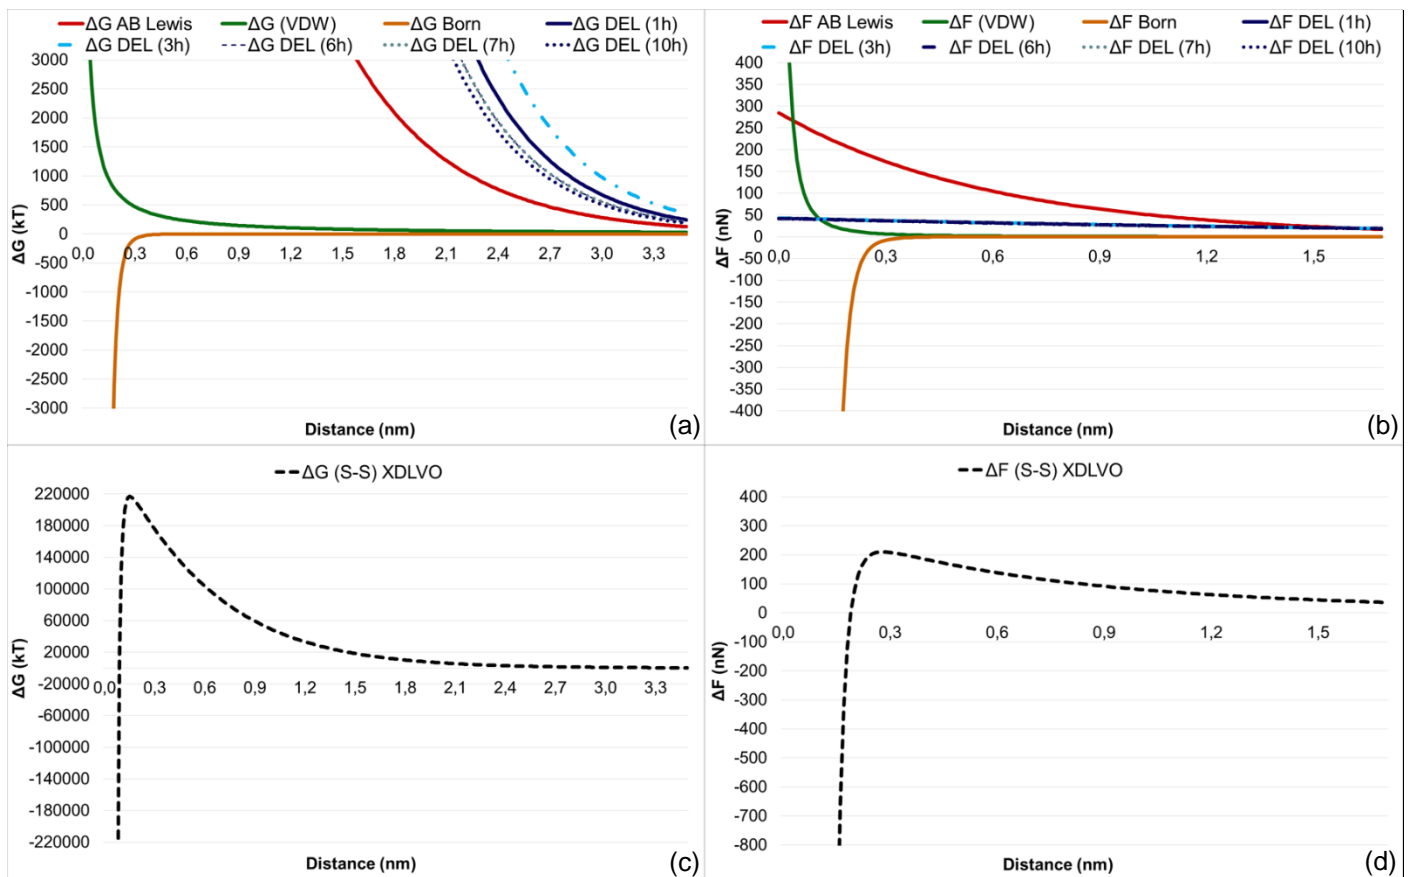 ΔG AB Lewis ΔG (VDW) ΔG Born ΔG DEL (1h)
ΔG DEL (3h) ΔG DEL (6h) ΔG DEL (7h) ΔG DEL (10h)
3000
2500
2000
1500
1000
500
0
-500
-1000
-1500
-2000
-2500
-3000
ΔG (kT)
0,0 0,3 0,6 0,9 1,2 1,5 1,8 2,1 2,4 2,7 3,0 3,3
Distance (nm)
(a)
ΔF AB Lewis ΔF (VDW) ΔF Born ΔF DEL (1h)
ΔF DEL (3h) ΔF DEL (6h) ΔF DEL (7h) ΔF DEL (10h)
400
350
300
250
200
150
100
50
0
-50
-100
-150
-200
-250
-300
-350
-400
ΔF (nN)
0,0 0,3 0,6 0,9 1,2 1,5
Distance (nm)
(b)
ΔG (S-S) XDLVO
220000
180000
140000
100000
60000
20000
-20000
-60000
-100000
-140000
-180000
-220000
ΔG (kT)
0,0 0,3 0,6 0,9 1,2 1,5 1,8 2,1 2,4 2,7 3,0 3,3
Distance (nm)
(c)
ΔF (S-S) XDLVO
400
300
200
100
0
-100
-200
-300
-400
-500
-600
-700
-800
ΔF (nN)
0,0 0,3 0,6 0,9 1,2 1,5
Distance (nm)
(d)